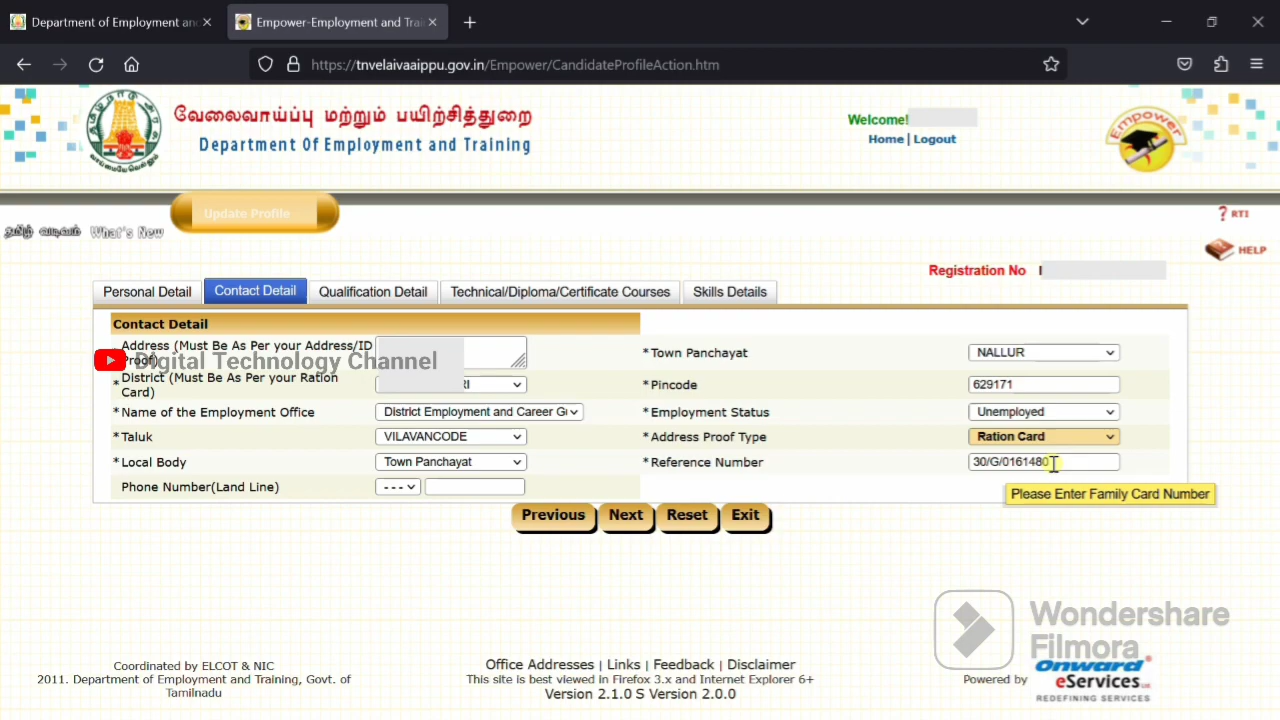 Department of Employment and
Empower-Employment and Trai
https://tnvelaivaaippu.gov.in/Empower/CandidateProfileAction.htm
வேலைவாய்ப்பு மற்றும் பயிற்சித்துறை
Department Of Employment and Training
Welcome!
Home | Logout
Empower
Update Profile
தமிழ் வடிவம் What's New
? RTI
HELP
Registration No
Personal Detail
Contact Detail
Qualification Detail
Technical/Diploma/Certificate Courses
Skills Details
Contact Detail
Address (Must Be As Per your Address/ID Proof)
Digital Technology Channel
*Town Panchayat NALLUR
*District (Must Be As Per your Ration Card) RI
*Pincode 629171
*Name of the Employment Office District Employment and Career G
*Employment Status Unemployed
*Taluk VILAVANCODE
*Address Proof Type Ration Card
*Local Body Town Panchayat
*Reference Number 30/G/0161480
Phone Number(Land Line) ---
Please Enter Family Card Number
Previous Next Reset Exit
Wondershare
Filmora
Coordinated by ELCOT & NIC
2011. Department of Employment and Training, Govt. of
Tamilnadu
Office Addresses | Links | Feedback | Disclaimer
This site is best viewed in Firefox 3.x and Internet Explorer 6+
Version 2.1.0 S Version 2.0.0
Powered by
Onward
eServices
REDEFINING SERVICES